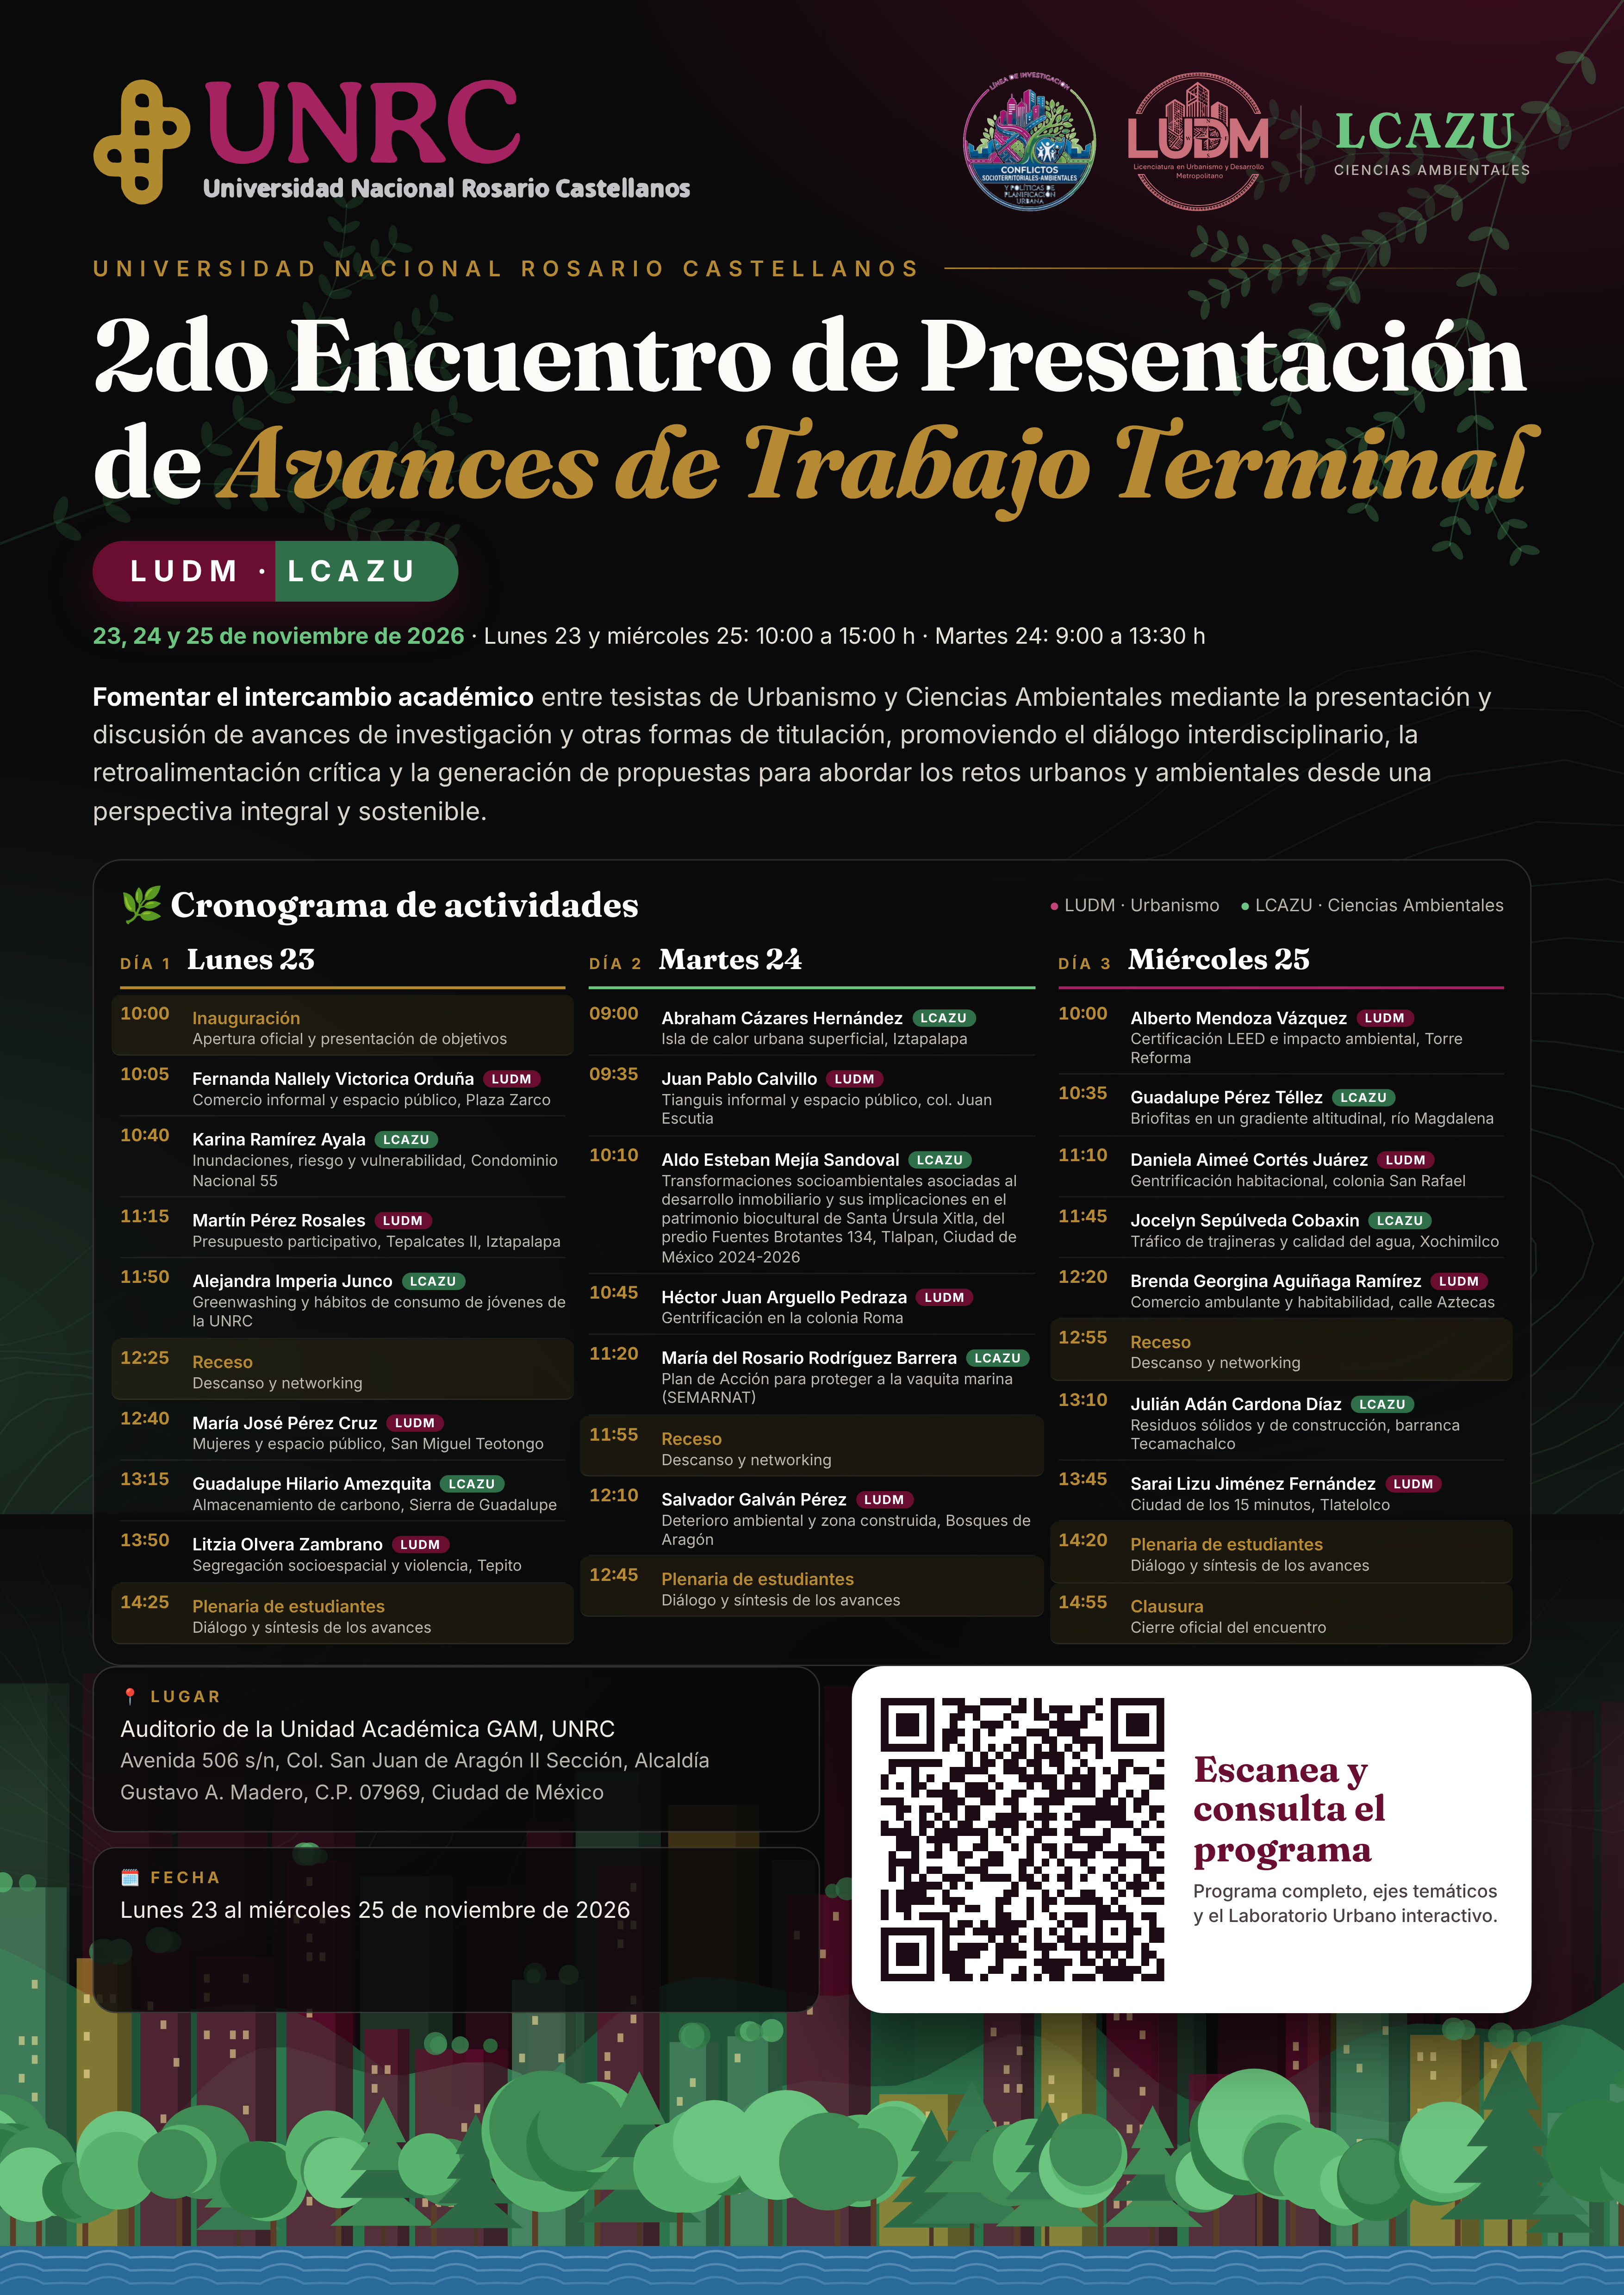 UNRC
Universidad Nacional Rosario Castellanos
LÍNEA DE INVESTIGACIÓN
CONFLICTOS
SOCIOTERRITORIALES-AMBIENTALES
Y POLÍTICAS DE
PLANIFICACIÓN
URBANA
LUDM
Licenciatura en Urbanismo y Desarrollo
Metropolitano
LCAZU
CIENCIAS AMBIENTALES
UNIVERSIDAD NACIONAL ROSARIO CASTELLANOS
2do Encuentro de Presentación
de Avances de Trabajo Terminal
LUDM · LCAZU
23, 24 y 25 de noviembre de 2026 · Lunes 23 y miércoles 25: 10:00 a 15:00 h · Martes 24: 9:00 a 13:30 h
Fomentar el intercambio académico entre tesistas de Urbanismo y Ciencias Ambientales mediante la presentación y
discusión de avances de investigación y otras formas de titulación, promoviendo el diálogo interdisciplinario, la
retroalimentación crítica y la generación de propuestas para abordar los retos urbanos y ambientales desde una
perspectiva integral y sostenible.
🌿 Cronograma de actividades
LUDM · Urbanismo
LCAZU · Ciencias Ambientales
DÍA 1 Lunes 23
10:00 Inauguración
Apertura oficial y presentación de objetivos
10:05 Fernanda Nallely Victorica Orduña LUDM
Comercio informal y espacio público, Plaza Zarco
10:40 Karina Ramírez Ayala LCAZU
Inundaciones, riesgo y vulnerabilidad, Condominio
Nacional 55
11:15 Martín Pérez Rosales LUDM
Presupuesto participativo, Tepalcates II, Iztapalapa
11:50 Alejandra Imperia Junco LCAZU
Greenwashing y hábitos de consumo de jóvenes de
la UNRC
12:25 Receso
Descanso y networking
12:40 María José Pérez Cruz LUDM
Mujeres y espacio público, San Miguel Teotongo
13:15 Guadalupe Hilario Amezquita LCAZU
Almacenamiento de carbono, Sierra de Guadalupe
13:50 Litzia Olvera Zambrano LUDM
Segregación socioespacial y violencia, Tepito
14:25 Plenaria de estudiantes
Diálogo y síntesis de los avances
DÍA 2 Martes 24
09:00 Abraham Cázares Hernández LCAZU
Isla de calor urbana superficial, Iztapalapa
09:35 Juan Pablo Calvillo LUDM
Tianguis informal y espacio público, col. Juan
Escutia
10:10 Aldo Esteban Mejía Sandoval LCAZU
Transformaciones socioambientales asociadas al
desarrollo inmobiliario y sus implicaciones en el
patrimonio biocultural de Santa Úrsula Xitla, del
predio Fuentes Brotantes 134, Tlalpan, Ciudad de
México 2024-2026
10:45 Héctor Juan Arguello Pedraza LUDM
Gentrificación en la colonia Roma
11:20 María del Rosario Rodríguez Barrera LCAZU
Plan de Acción para proteger a la vaquita marina
(SEMARNAT)
11:55 Receso
Descanso y networking
12:10 Salvador Galván Pérez LUDM
Deterioro ambiental y zona construida, Bosques de
Aragón
12:45 Plenaria de estudiantes
Diálogo y síntesis de los avances
DÍA 3 Miércoles 25
10:00 Alberto Mendoza Vázquez LUDM
Certificación LEED e impacto ambiental, Torre
Reforma
10:35 Guadalupe Pérez Téllez LCAZU
Briofitas en un gradiente altitudinal, río Magdalena
11:10 Daniela Aimeé Cortés Juárez LUDM
Gentrificación habitacional, colonia San Rafael
11:45 Jocelyn Sepúlveda Cobaxin LCAZU
Tráfico de trajineras y calidad del agua, Xochimilco
12:20 Brenda Georgina Aguiñaga Ramírez LUDM
Comercio ambulante y habitabilidad, calle Aztecas
12:55 Receso
Descanso y networking
13:10 Julián Adán Cardona Díaz LCAZU
Residuos sólidos y de construcción, barranca
Tecamachalco
13:45 Sarai Lizu Jiménez Fernández LUDM
Ciudad de los 15 minutos, Tlatelolco
14:20 Plenaria de estudiantes
Diálogo y síntesis de los avances
14:55 Clausura
Cierre oficial del encuentro
📍 LUGAR
Auditorio de la Unidad Académica GAM, UNRC
Avenida 506 s/n, Col. San Juan de Aragón II Sección, Alcaldía
Gustavo A. Madero, C.P. 07969, Ciudad de México
🗓️ FECHA
Lunes 23 al miércoles 25 de noviembre de 2026
Escanea y
consulta el
programa
Programa completo, ejes temáticos
y el Laboratorio Urbano interactivo.